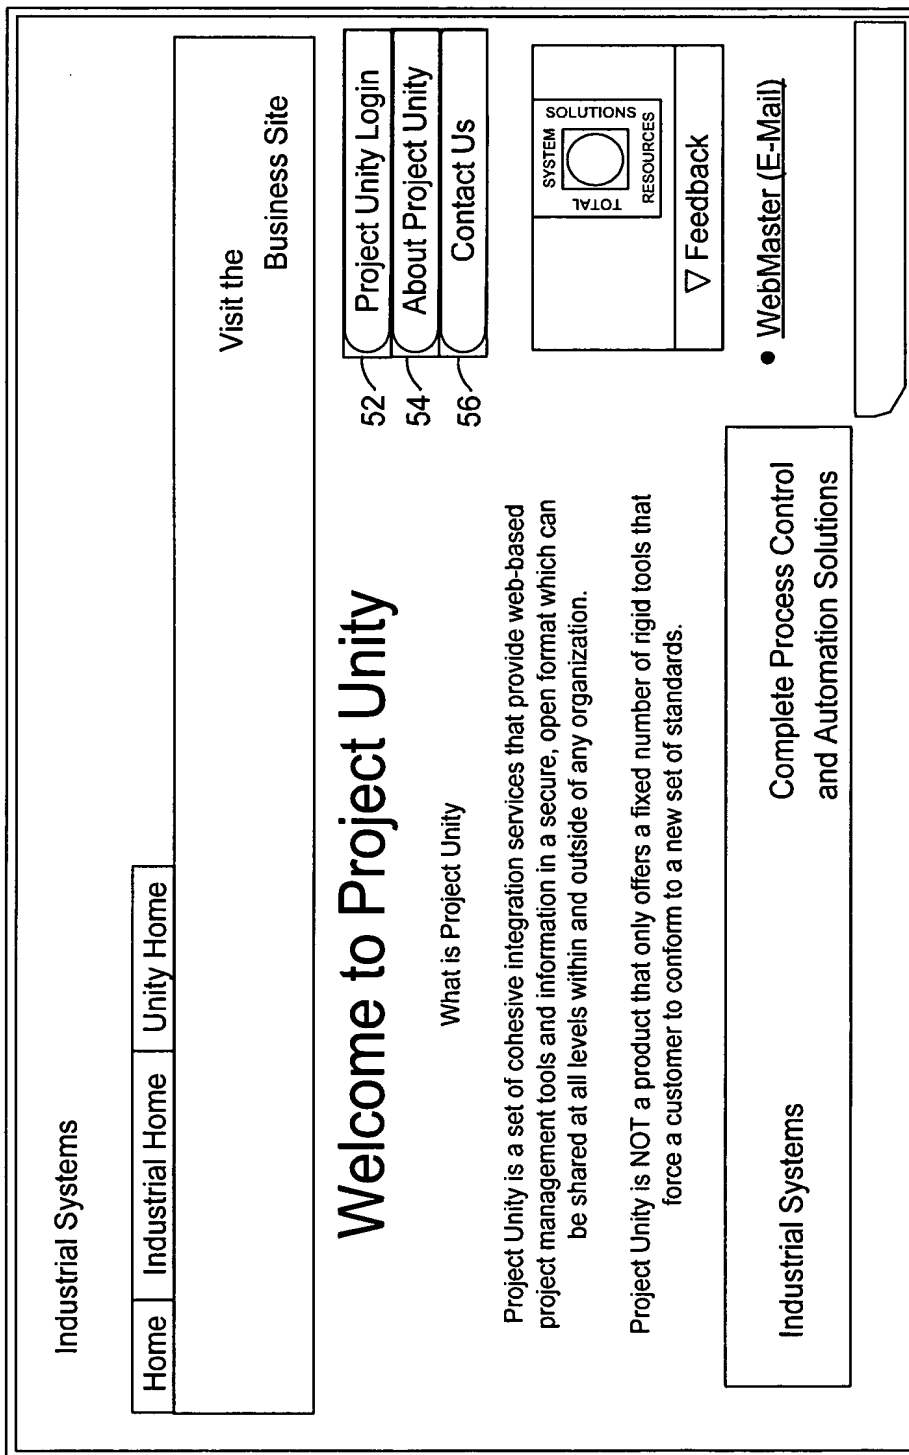 Industrial Systems
Home
Industrial Home
Unity Home
Visit the
Business Site
Welcome to Project Unity
52
Project Unity Login
54
About Project Unity
56
Contact Us
What is Project Unity
Project Unity is a set of cohesive integration services that provide web-based
project management tools and information in a secure, open format which can
be shared at all levels within and outside of any organization.
Project Unity is NOT a product that only offers a fixed number of rigid tools that
force a customer to conform to a new set of standards.
SYSTEM
SOLUTIONS
TOTAL
RESOURCES
▽ Feedback
• WebMaster (E-Mail)
Industrial Systems
Complete Process Control
and Automation Solutions